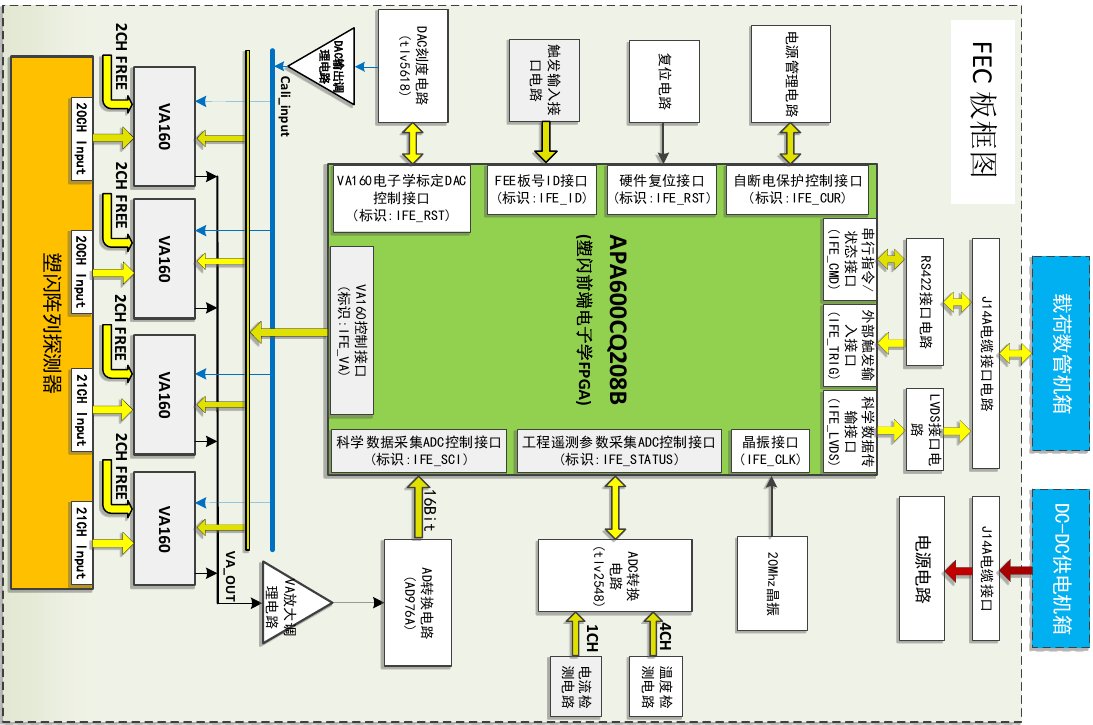 FEC 板框图
2CH FREE
VA160
20CH Input
2CH FREE
VA160
20CH Input
2CH FREE
VA160
21CH Input
2CH FREE
VA160
21CH Input
塑闪阵列探测器
DAC输出调
理电路
Cali_input
DAC刻度电路
(tlv5618)
触发输入接
口电路
复位电路
电源管理电路
VA160电子学标定DAC
控制接口
(标识:IFE_RST)
FEE板号ID接口
(标识:IFE_ID)
硬件复位接口
(标识:IFE_RST)
自断电保护控制接口
(标识:IFE_CUR)
APA600CCQ208B
(塑闪前端电子学FPGA)
VA160控制接口
(标识:IFE_VA)
串行指令/
状态接口
(IFE_CMD)
外部触发输
入接口
(IFE_TRIG)
科学数据传
输接口
(IFE_LVDS)
RS422接口电路
LVDS接口电
路
J14A电缆接口电路
载荷数管机箱
科学数据采集ADC控制接口
(标识:IFE_SCI)
工程遥测参数采集ADC控制接口
(标识:IFE_STATUS)
晶振接口
(IFE_CLK)
16Bit
VA_OUT
VA放大调
理电路
AD转换电路
(AD976A)
ADC转换
电路
(tlv2548)
1CH
4CH
电流检
测电路
温度检
测电路
20Mhz晶振
电源电路
J14A电缆接口
DC-DC供电机箱